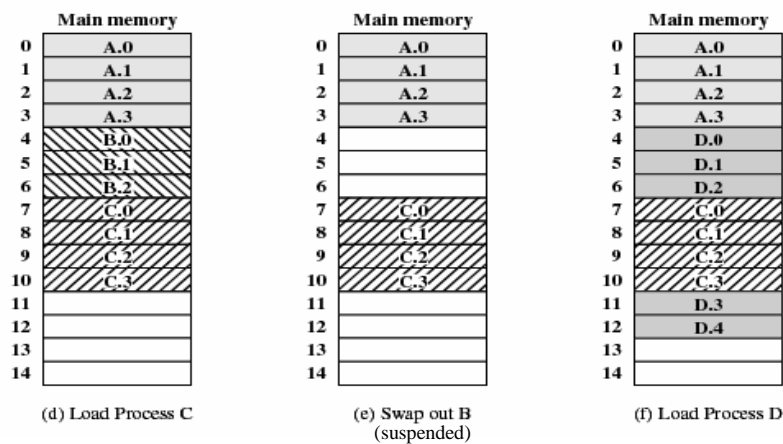 Main memory Main memory Main memory
0 A.0 0 A.0 0 A.0
1 A.1 1 A.1 1 A.1
2 A.2 2 A.2 2 A.2
3 A.3 3 A.3 3 A.3
4 B.0 4 4 D.0
5 B.1 5 5 D.1
6 B.2 6 6 D.2
7 C.0 7 C.0 7 C.0
8 C.1 8 C.1 8 C.1
9 C.2 9 C.2 9 C.2
10 C.3 10 C.3 10 C.3
11 11 11 D.3
12 12 12 D.4
13 13 13
14 14 14
(d) Load Process C (e) Swap out B (f) Load Process D
(suspended)